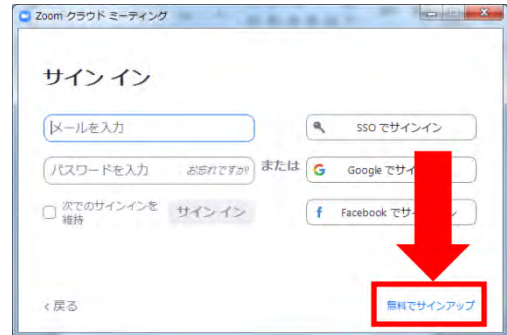 Zoom クラウド ミーティング
サイン イン
メールを入力
パスワードを入力 お忘れですか?
次でのサインインを
維持
サイン イン
または
SSO でサインイン
Google でサイ
Facebook でサ ン
< 戻る
無料でサインアップ